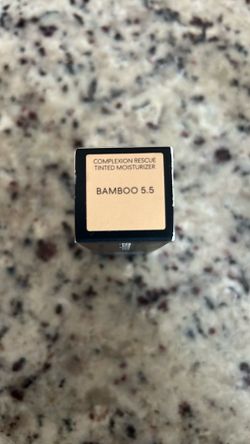 COMPLEXION RESCUE
TINTED MOISTURIZER
BAMBOO 5.5